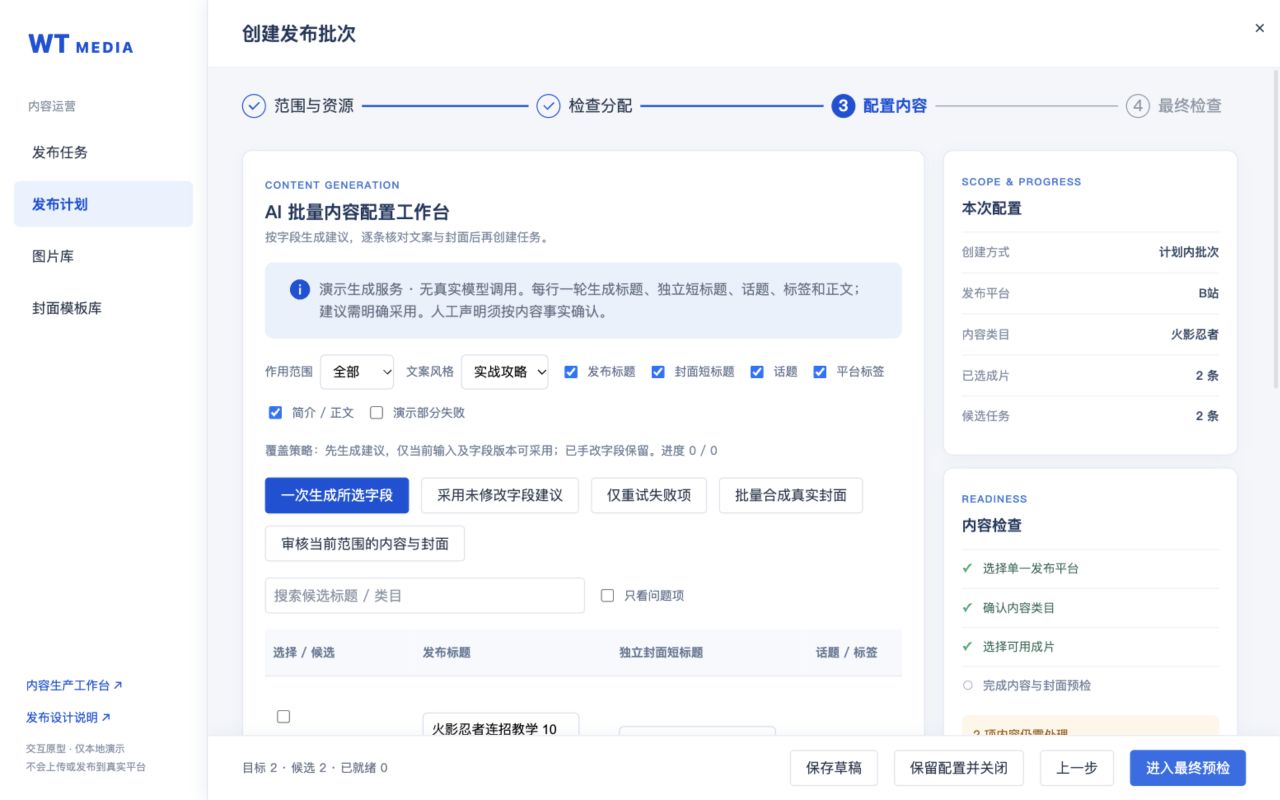 WT MEDIA
内容运营
发布任务
发布计划
图片库
封面模板库
内容生产工作台 ↗
发布设计说明 ↗
交互原型 · 仅本地演示
不会上传或发布到真实平台
创建发布批次
×
范围与资源
检查分配
3 配置内容
4 最终检查
CONTENT GENERATION
AI 批量内容配置工作台
按字段生成建议，逐条核对文案与封面后再创建任务。
演示生成服务 · 无真实模型调用。每行一轮生成标题、独立短标题、话题、标签和正文；
建议需明确采用。人工声明须按内容事实确认。
作用范围 全部 文案风格 实战攻略 发布标题 封面短标题 话题 平台标签
简介 / 正文 演示部分失败
覆盖策略：先生成建议，仅当前输入及字段版本可采用；已手改字段保留。进度 0 / 0
一次生成所选字段 采用未修改字段建议 仅重试失败项 批量合成真实封面
审核当前范围的内容与封面
搜索候选标题 / 类目 只看问题项
选择 / 候选 发布标题 独立封面短标题 话题 / 标签
火影忍者连招教学 10
SCOPE & PROGRESS
本次配置
创建方式 计划内批次
发布平台 B站
内容类目 火影忍者
已选成片 2 条
候选任务 2 条
READINESS
内容检查
✓ 选择单一发布平台
✓ 确认内容类目
✓ 选择可用成片
○ 完成内容与封面预检
2 项内容仍需处理
目标 2 · 候选 2 · 已就绪 0
保存草稿 保留配置并关闭 上一步 进入最终预检